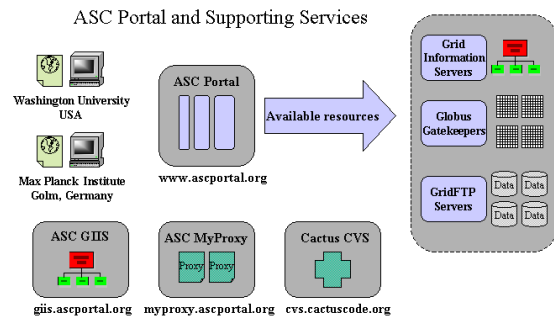 ASC Portal and Supporting Services
Washington University
USA
Max Planck Institute
Golm, Germany
ASC Portal
www.ascportal.org
Available resources
Grid
Information
Servers
Globus
Gatekeepers
GridFTP
Servers
Data
Data
Data
Data
ASC GIIS
giis.ascportal.org
ASC MyProxy
Proxy
Proxy
myproxy.ascportal.org
Cactus CVS
cvs.cactuscode.org